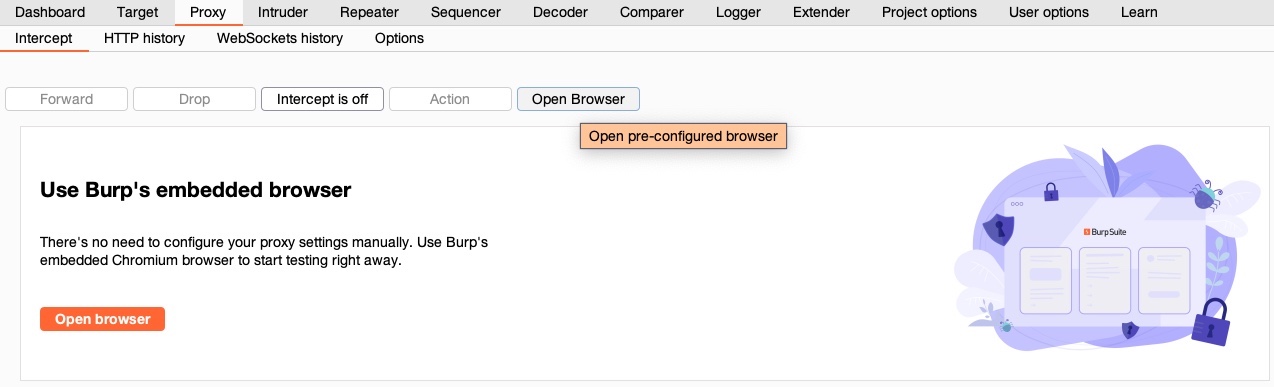 Dashboard Target Proxy Intruder Repeater Sequencer Decoder Comparer Logger Extender Project options User options Learn
Intercept HTTP history WebSockets history Options
Forward Drop Intercept is off Action Open Browser
Open pre-configured browser
Use Burp's embedded browser
There's no need to configure your proxy settings manually. Use Burp's
embedded Chromium browser to start testing right away.
Open browser
BurpSuite